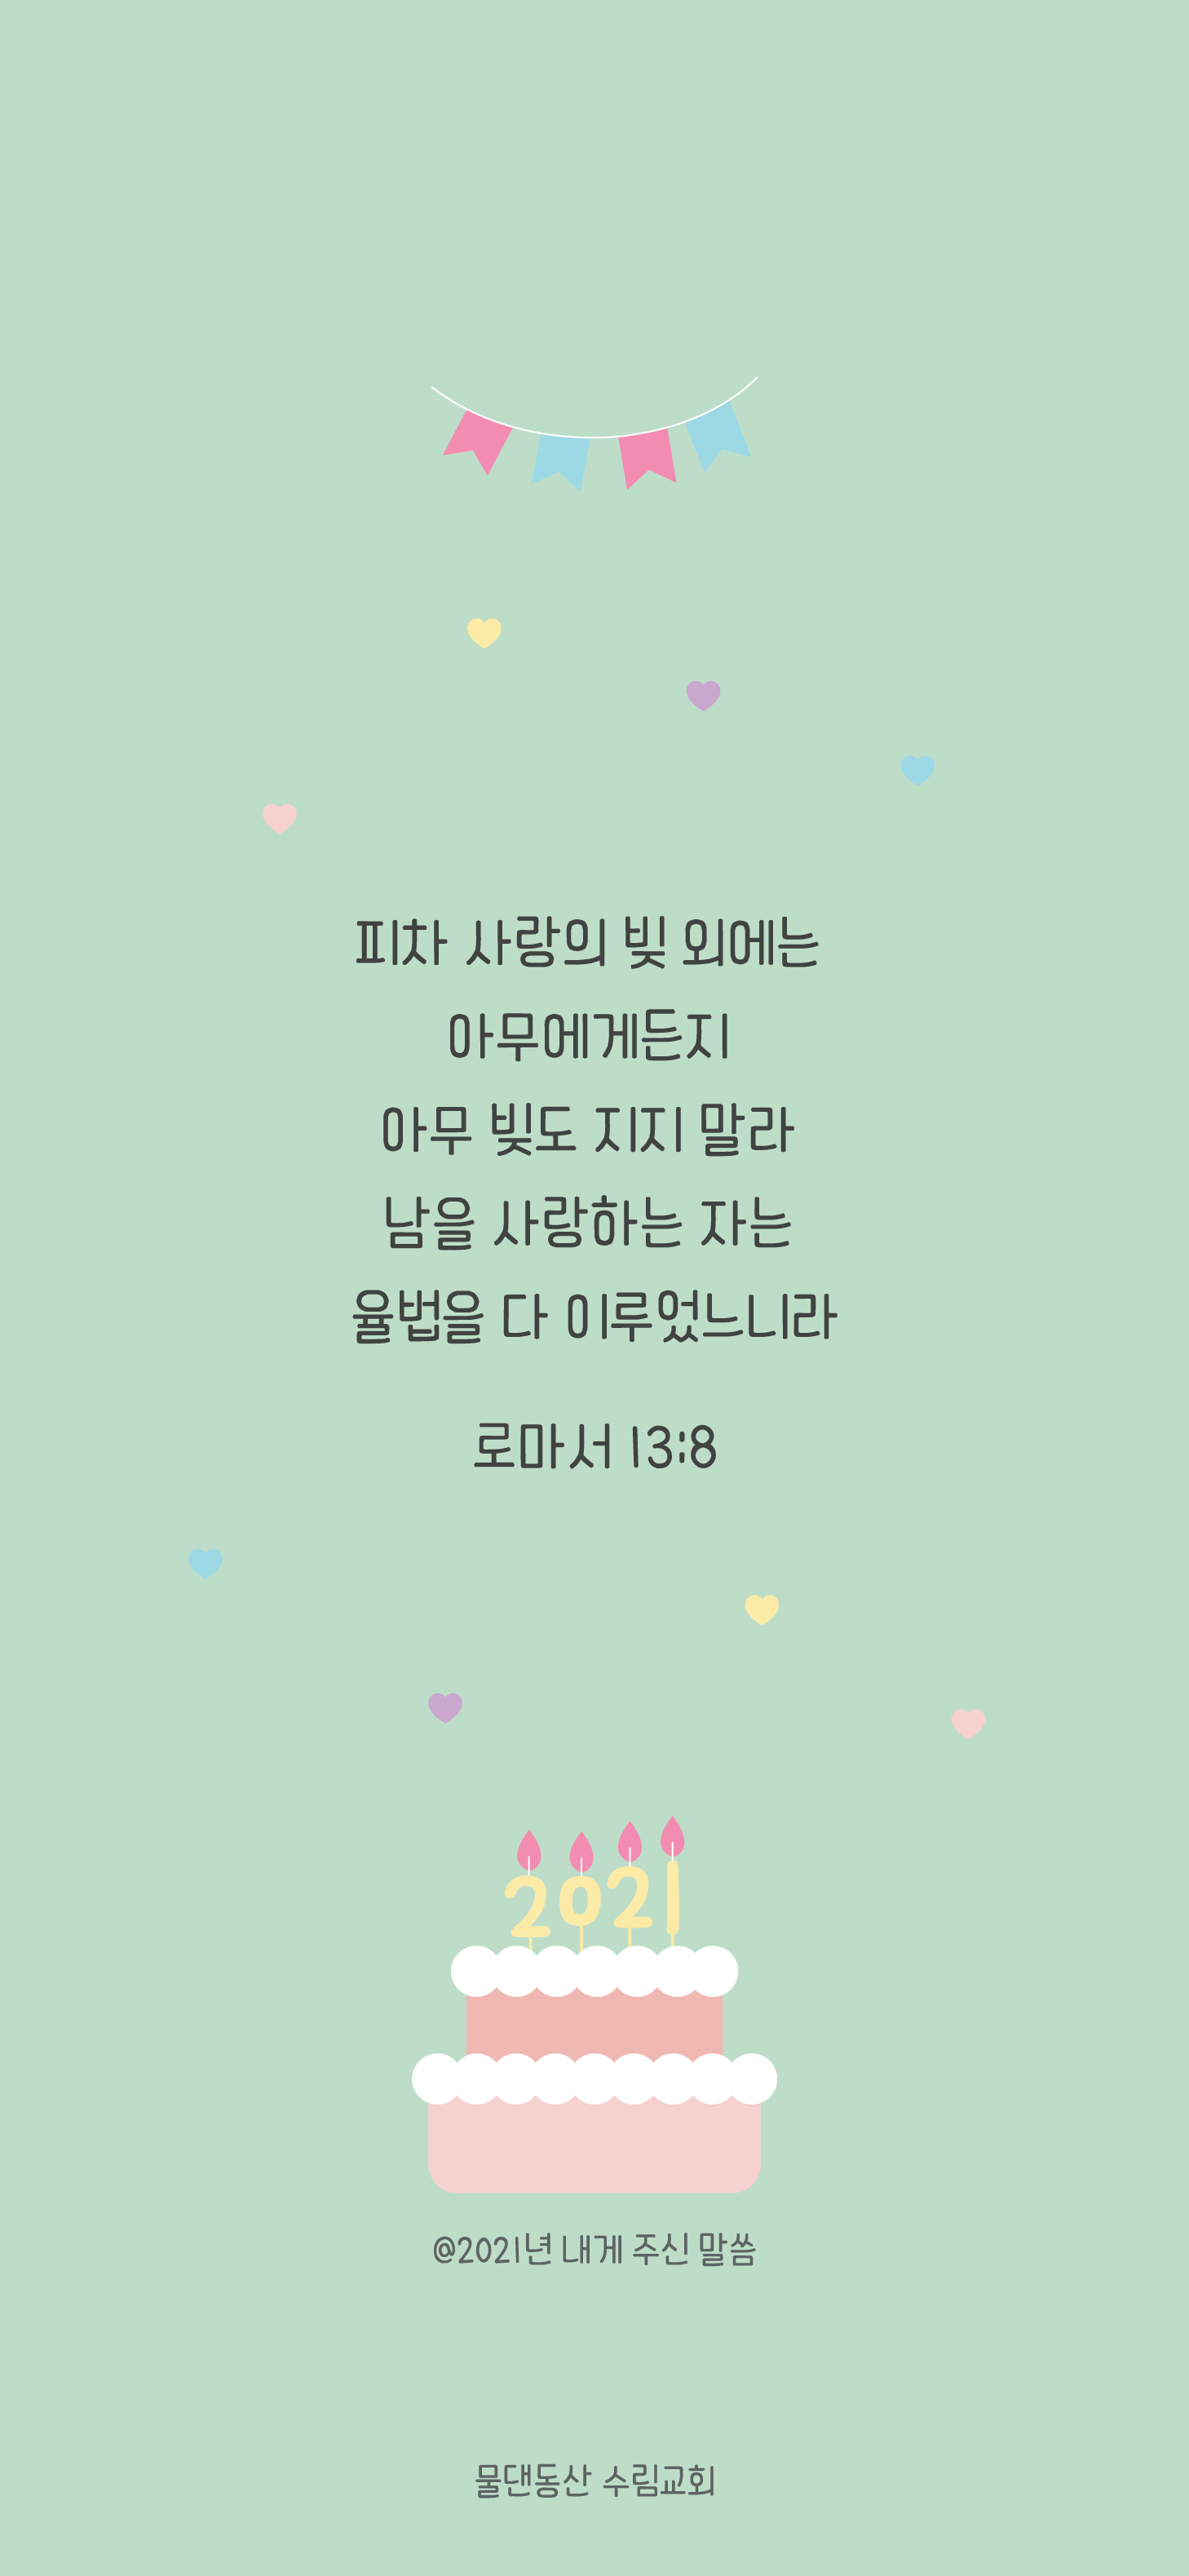 피차 사랑의 빚 외에는
아무에게든지
아무 빚도 지지 말라
남을 사랑하는 자는
율법을 다 이루었느니라
로마서 13:8
2021
@2021년 내게 주신 말씀
물댄동산 수림교회